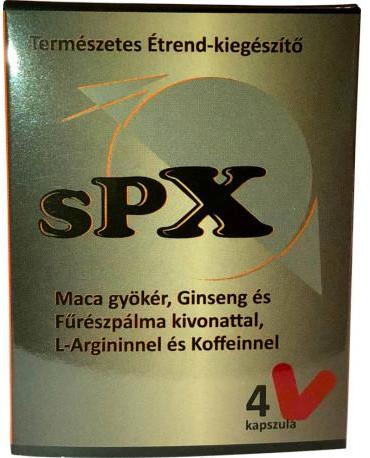 Természetes Étrend-kiegészítő
SPX
Maca gyökér, Ginseng és
Fűrészpálma kivonattal,
L-Argininnel és Koffeinnel
4
kapszula